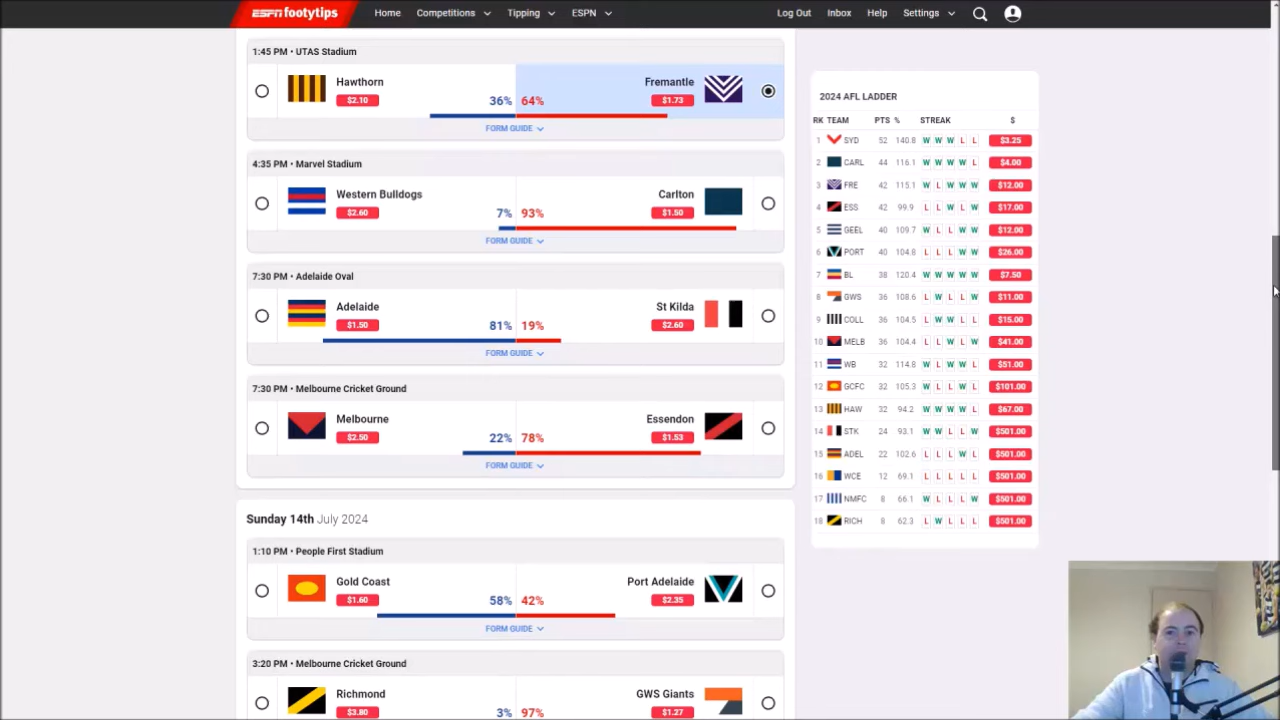 ESPN footytips Home Competitions Tipping ESPN Log Out Inbox Help Settings
1:45 PM • UTAS Stadium
Hawthorn Fremantle
$2.10 36% 64% $1.73
FORM GUIDE
4:35 PM • Marvel Stadium
Western Bulldogs Carlton
$2.60 7% 93% $1.50
FORM GUIDE
7:30 PM • Adelaide Oval
Adelaide St Kilda
$1.50 81% 19% $2.60
FORM GUIDE
7:30 PM • Melbourne Cricket Ground
Melbourne Essendon
$2.50 22% 78% $1.53
FORM GUIDE
Sunday 14th July 2024
1:10 PM • People First Stadium
Gold Coast Port Adelaide
$1.60 58% 42% $2.35
FORM GUIDE
3:20 PM • Melbourne Cricket Ground
Richmond GWS Giants
$3.80 3% 97% $1.27
2024 AFL LADDER
RK TEAM PTS % STREAK $
1 SYD 52 140.8 W W W L L $3.25
2 CARL 44 116.1 W W W W L $4.00
3 FRE 42 115.1 W L W W W $12.00
4 ESS 42 99.9 L L W L W $17.00
5 GEEL 40 109.7 W L L W W $12.00
6 PORT 40 104.8 L L L W W $26.00
7 BL 38 120.4 W W W W W $7.50
8 GWS 36 108.6 L W L L W $11.00
9 COLL 36 104.5 L W W L L $15.00
10 MELB 36 104.4 L L W L W $41.00
11 WB 32 114.8 W L W W L $51.00
12 GCFC 32 105.3 W L L W L $101.00
13 HAW 32 94.2 W W W W L $67.00
14 STK 24 93.1 W W L L W $501.00
15 ADEL 22 102.6 L L L W L $501.00
16 WCE 12 69.1 L L L L L $501.00
17 NMFC 8 66.1 W L L L W $501.00
18 RICH 8 62.3 L W L L L $501.00